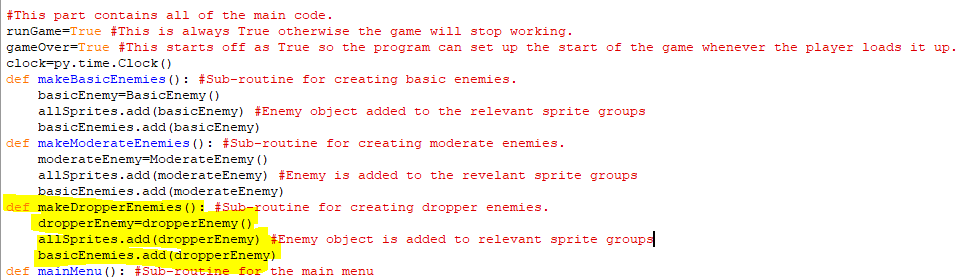 #This part contains all of the main code.
runGame=True #This is always True otherwise the game will stop working.
gameOver=True #This starts off as True so the program can set up the start of the game whenever the player loads it up.
clock=py.time.Clock()
def makeBasicEnemies(): #Sub-routine for creating basic enemies.
    basicEnemy=BasicEnemy()
    allSprites.add(basicEnemy) #Enemy object added to the relevant sprite groups
    basicEnemies.add(basicEnemy)
def makeModerateEnemies(): #Sub-routine for creating moderate enemies.
    moderateEnemy=ModerateEnemy()
    allSprites.add(moderateEnemy) #Enemy is added to the revelant sprite groups
    basicEnemies.add(moderateEnemy)
def makeDropperEnemies(): #Sub-routine for creating dropper enemies.
    dropperEnemy=dropperEnemy()
    allSprites.add(dropperEnemy) #Enemy object is added to relevant sprite groups
    basicEnemies.add(dropperEnemy)
def mainMenu(): #Sub-routine for the main menu